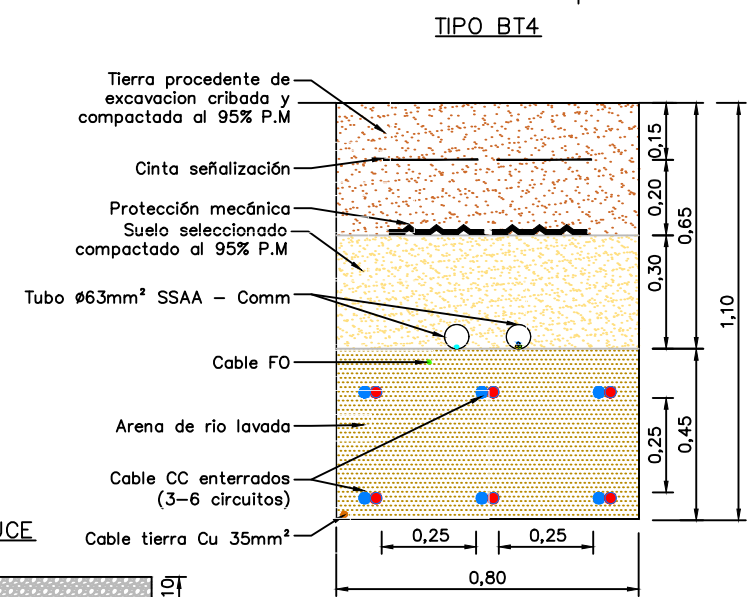 TIPO BT4
Tierra procedente de
excavacion cribada y
compactada al 95% P.M
Cinta señalización
Protección mecánica
Suelo seleccionado
compactado al 95% P.M
Tubo ø63mm² SSAA - Comm
Cable FO
Arena de rio lavada
Cable CC enterrados
(3-6 circuitos)
Cable tierra Cu 35mm²
0,15
0,20
0,30
0,65
1,10
0,25
0,45
0,25
0,25
0,80
UCE
10